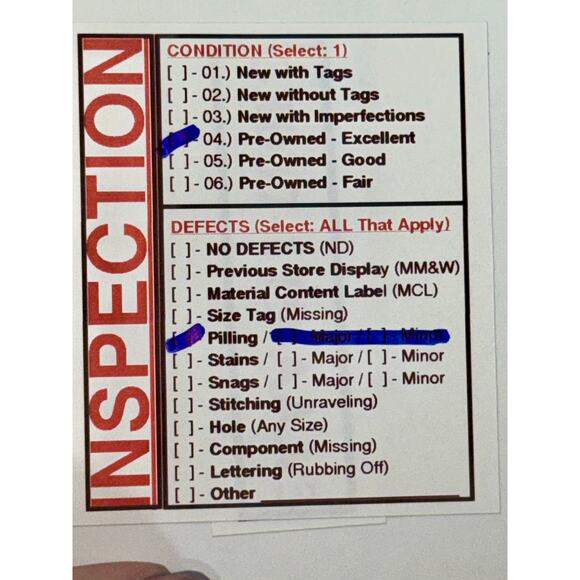 INSPECTION
CONDITION (Select: 1)
[ ] - 01.) New with Tags
[ ] - 02.) New without Tags
[ ] - 03.) New with Imperfections
[ ] - 04.) Pre-Owned - Excellent
[ ] - 05.) Pre-Owned - Good
[ ] - 06.) Pre-Owned - Fair
DEFECTS (Select: ALL That Apply)
[ ] - NO DEFECTS (ND)
[ ] - Previous Store Display (MM&W)
[ ] - Material Content Label (MCL)
[ ] - Size Tag (Missing)
[ ] - Pilling / [ ] - Major / [ ] - Minor
[ ] - Stains / [ ] - Major / [ ] - Minor
[ ] - Snags / [ ] - Major / [ ] - Minor
[ ] - Stitching (Unraveling)
[ ] - Hole (Any Size)
[ ] - Component (Missing)
[ ] - Lettering (Rubbing Off)
[ ] - Other